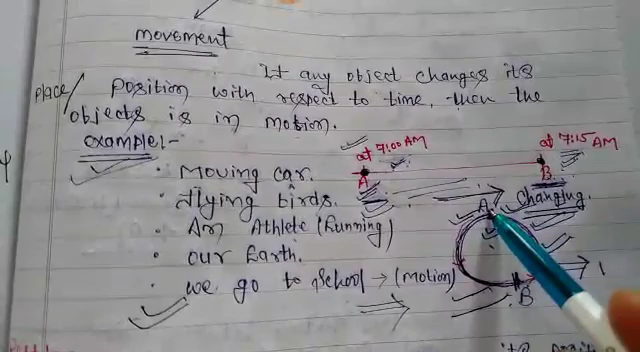 movement
If any object changes its
place/ Position with respect to time, then the
objects is in motion.
example:-
at 7:00 AM
at 7:15 AM
• Moving car.
A
B
• flying birds.
Changing.
A
• An Athlete (Running)
• Our Earth.
• we go to School → (Motion)
B